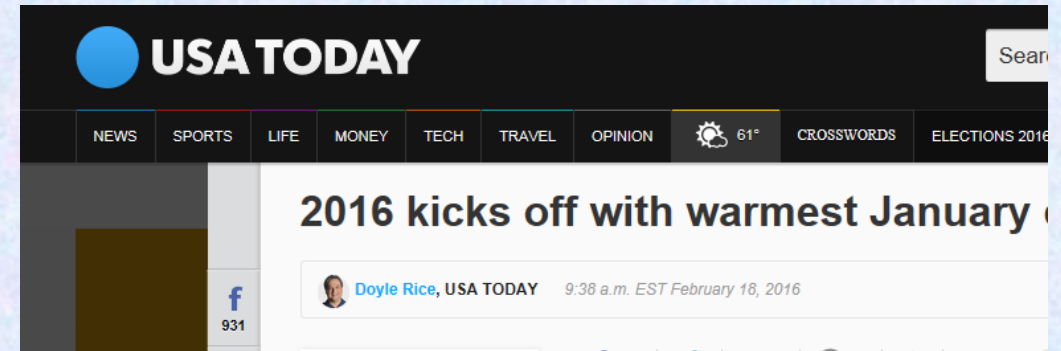 USA TODAY
Sear
NEWS SPORTS LIFE MONEY TECH TRAVEL OPINION 61° CROSSWORDS ELECTIONS 2016
2016 kicks off with warmest January
Doyle Rice, USA TODAY 9:38 a.m. EST February 18, 2016
f
931